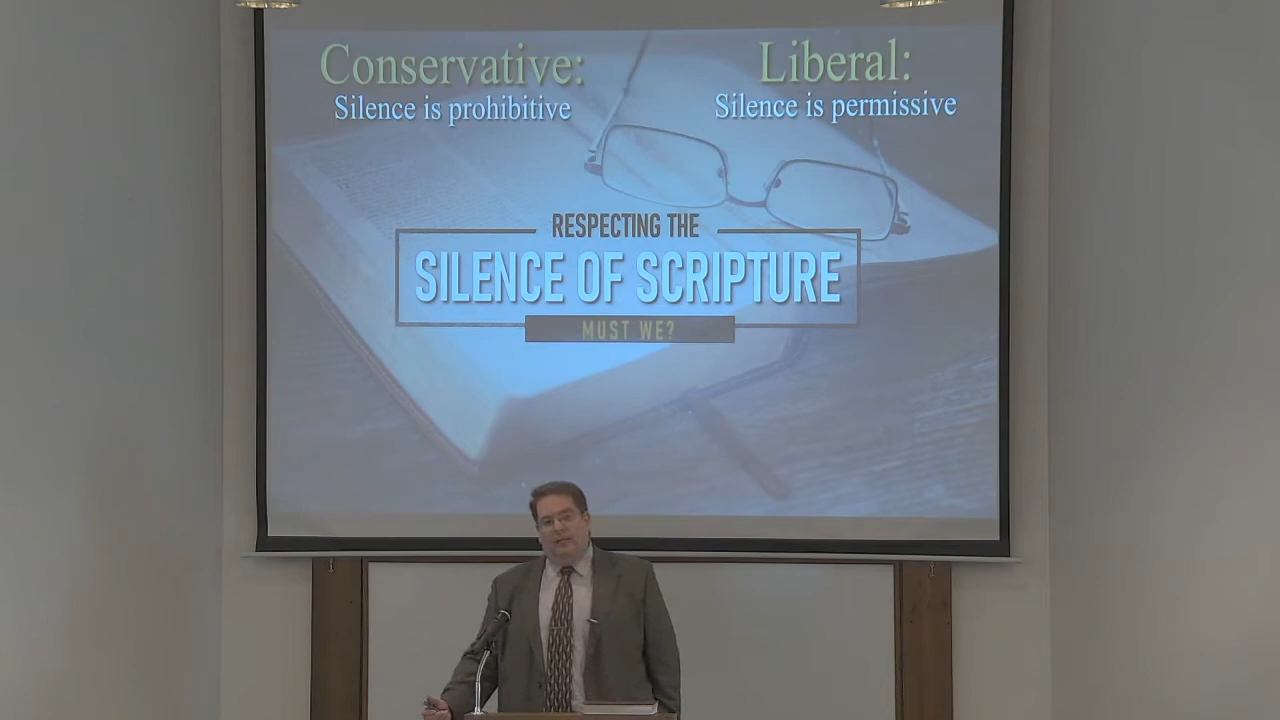 Conservative:
Silence is prohibitive
Liberal:
Silence is permissive
RESPECTING THE
SILENCE OF SCRIPTURE
MUST WE?